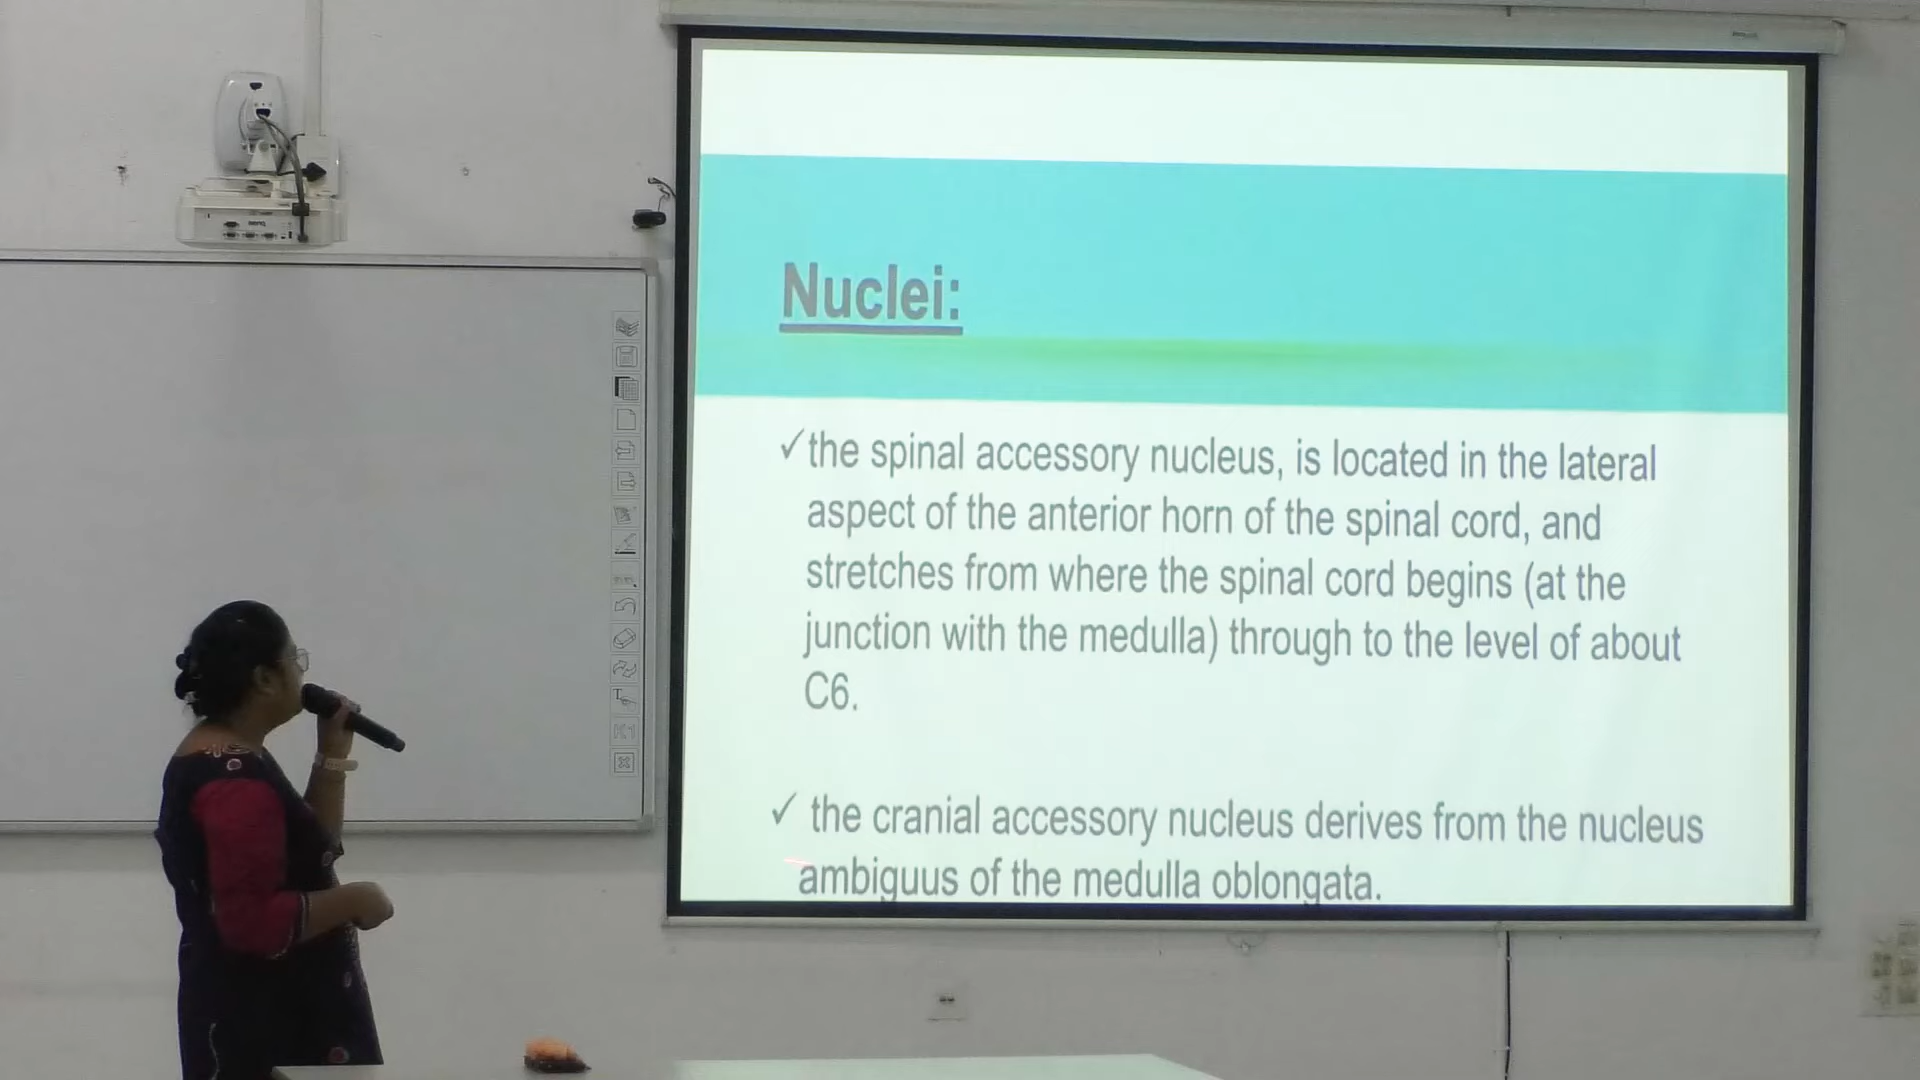 Nuclei:
✓the spinal accessory nucleus, is located in the lateral
aspect of the anterior horn of the spinal cord, and
stretches from where the spinal cord begins (at the
junction with the medulla) through to the level of about
C6.
✓ the cranial accessory nucleus derives from the nucleus
ambiguus of the medulla oblongata.